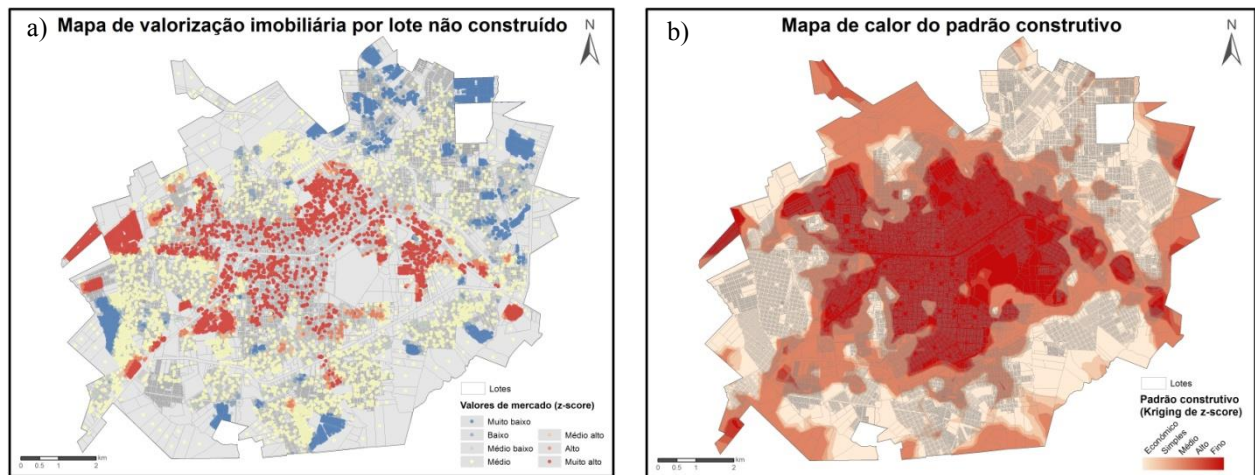 a) Mapa de valorização imobiliária por lote não construído
N
Lotes
Valores de mercado (z-score)
Muito baixo
Baixo
Médio baixo
Médio
Médio alto
Alto
Muito alto
0 0,5 1 2 km
b) Mapa de calor do padrão construtivo
N
Lotes
Padrão construtivo
(Kriging de z-score)
Econômico
Simples
Médio
Alto
Fino
0 0,5 1 2 km